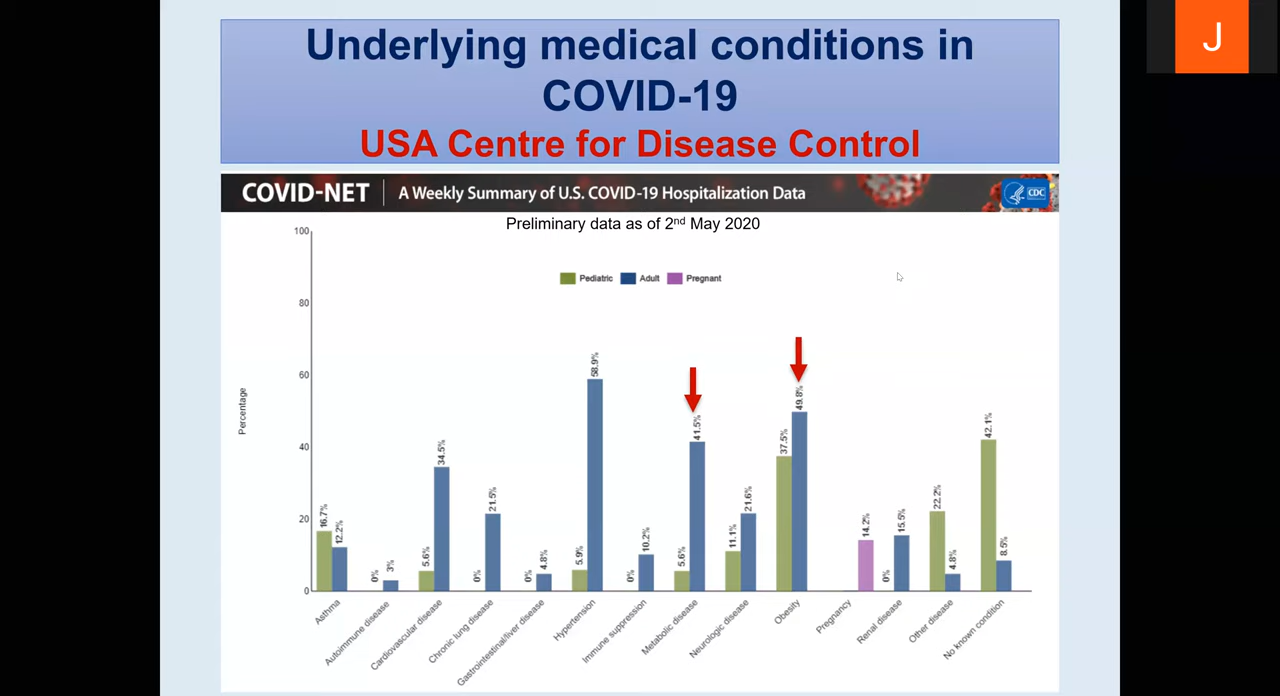 Underlying medical conditions in
COVID-19
USA Centre for Disease Control
J
COVID-NET A Weekly Summary of U.S. COVID-19 Hospitalization Data CDC
Preliminary data as of 2nd May 2020
Pediatric Adult Pregnant
Percentage
100
80
60
40
20
0
16.7% 12.2%
0% 3%
5.6% 34.5%
0% 21.5%
0% 4.8%
5.9% 58.9%
0% 10.2%
5.6% 41.5%
11.1% 21.6%
37.5% 49.8%
14.2%
0% 15.5%
22.2% 4.8%
42.1% 8.5%
Asthma
Autoimmune disease
Cardiovascular disease
Chronic lung disease
Gastrointestinal/liver disease
Hypertension
Immune suppression
Metabolic disease
Neurologic disease
Obesity
Pregnancy
Renal disease
Other disease
No known condition